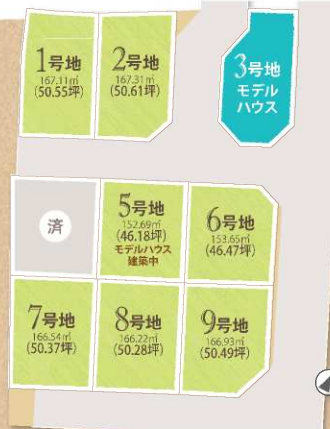 1号地
167.11㎡
(50.55坪)
2号地
167.31㎡
(50.61坪)
3号地
モデル
ハウス
済
5号地
152.69㎡
(46.18坪)
モデルハウス
建築中
6号地
153.65㎡
(46.47坪)
7号地
166.54㎡
(50.37坪)
8号地
166.22㎡
(50.28坪)
9号地
166.93㎡
(50.49坪)